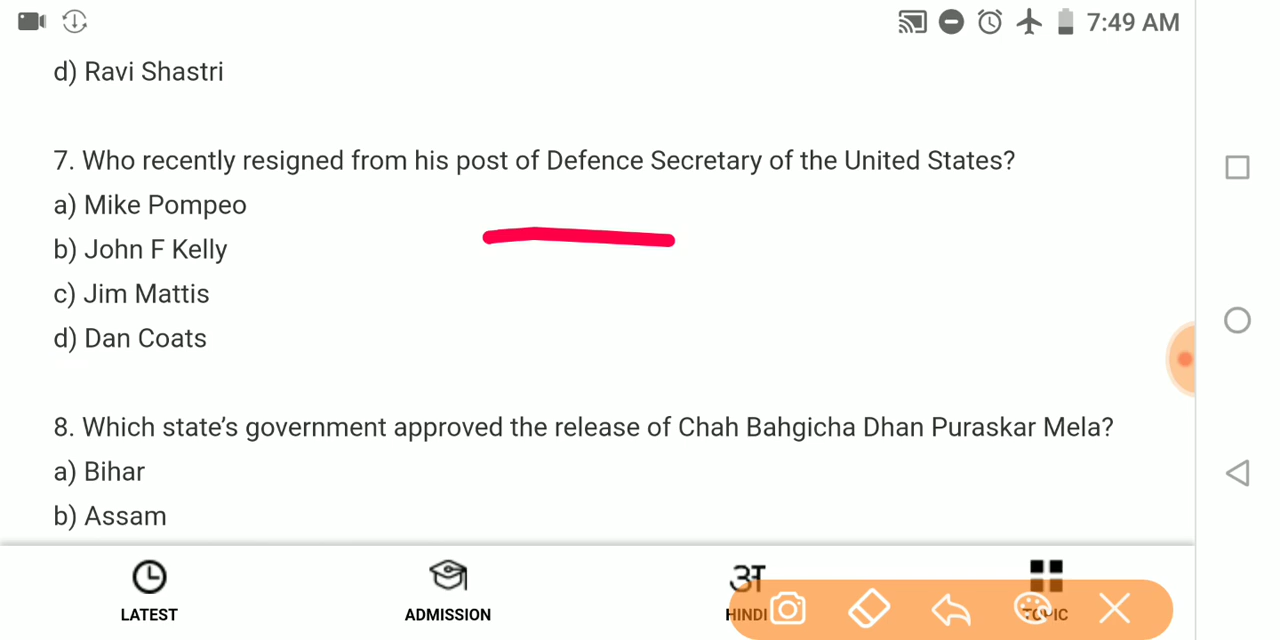 7:49 AM
d) Ravi Shastri
7. Who recently resigned from his post of Defence Secretary of the United States?
a) Mike Pompeo
b) John F Kelly
c) Jim Mattis
d) Dan Coats
8. Which state’s government approved the release of Chah Bahgicha Dhan Puraskar Mela?
a) Bihar
b) Assam
अ
LATEST ADMISSION HINDI TOPIC